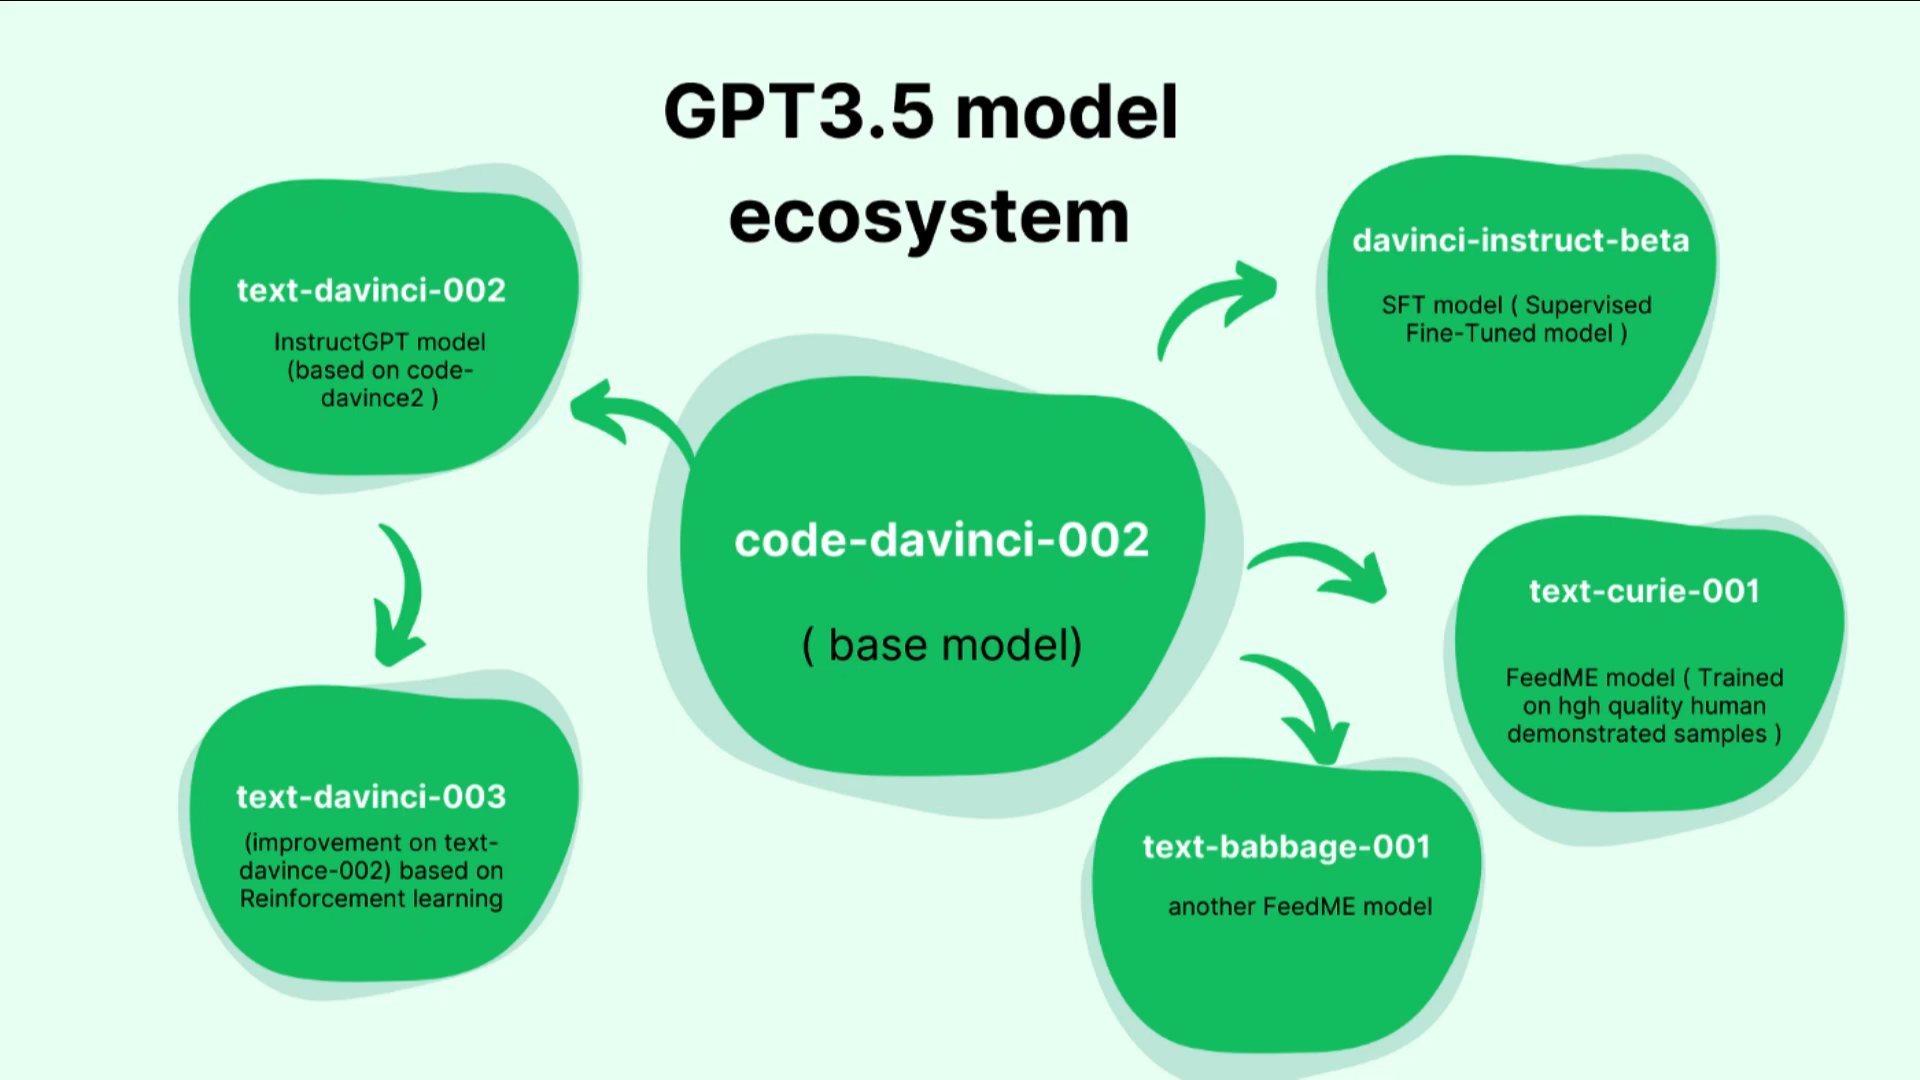 GPT3.5 model
ecosystem
text-davinci-002
InstructGPT model
(based on code-
davince2 )
davinci-instruct-beta
SFT model ( Supervised
Fine-Tuned model )
code-davinci-002
( base model)
text-curie-001
FeedME model ( Trained
on hgh quality human
demonstrated samples )
text-davinci-003
(improvement on text-
davince-002) based on
Reinforcement learning
text-babbage-001
another FeedME model